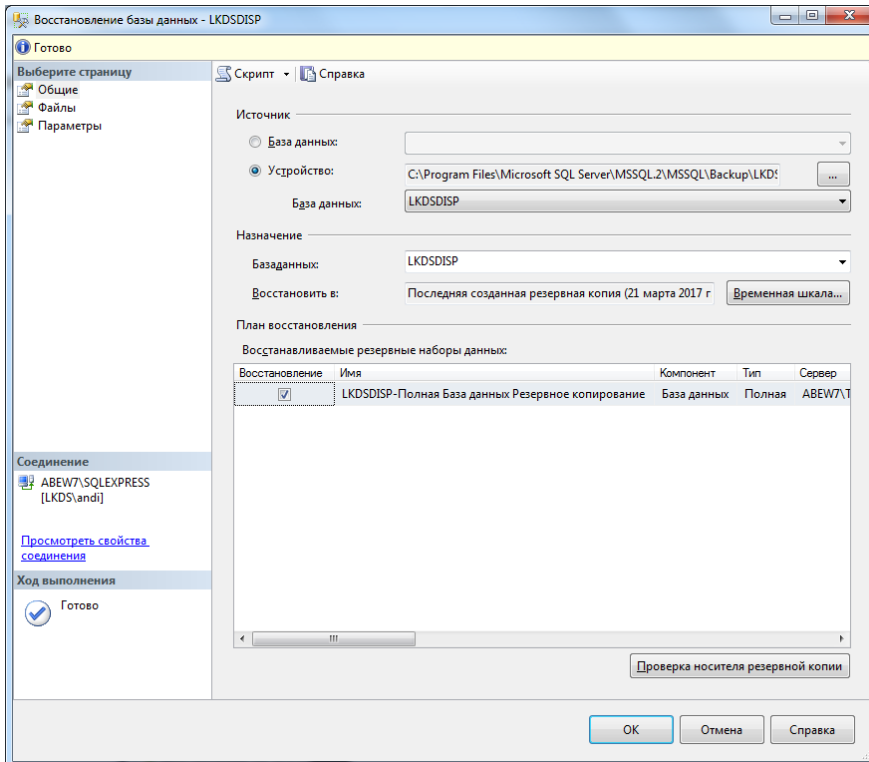 Восстановление базы данных - LKDSDISP
Готово
Выберите страницу
Общие
Файлы
Параметры
Скрипт
Справка
Источник
База данных:
Устройство:
C:\Program Files\Microsoft SQL Server\MSSQL.2\MSSQL\Backup\LKDS
...
База данных:
LKDSDISP
Назначение
Базаданных:
LKDSDISP
Восстановить в:
Последняя созданная резервная копия (21 марта 2017 г
Временная шкала...
План восстановления
Восстанавливаемые резервные наборы данных:
Восстановление Имя Компонент Тип Сервер
LKDSDISP-Полная База данных Резервное копирование База данных Полная ABEW7\T
Соединение
ABEW7\SQLEXPRESS
[LKDS\andi]
Просмотреть свойства
соединения
Ход выполнения
Готово
Проверка носителя резервной копии
OK
Отмена
Справка